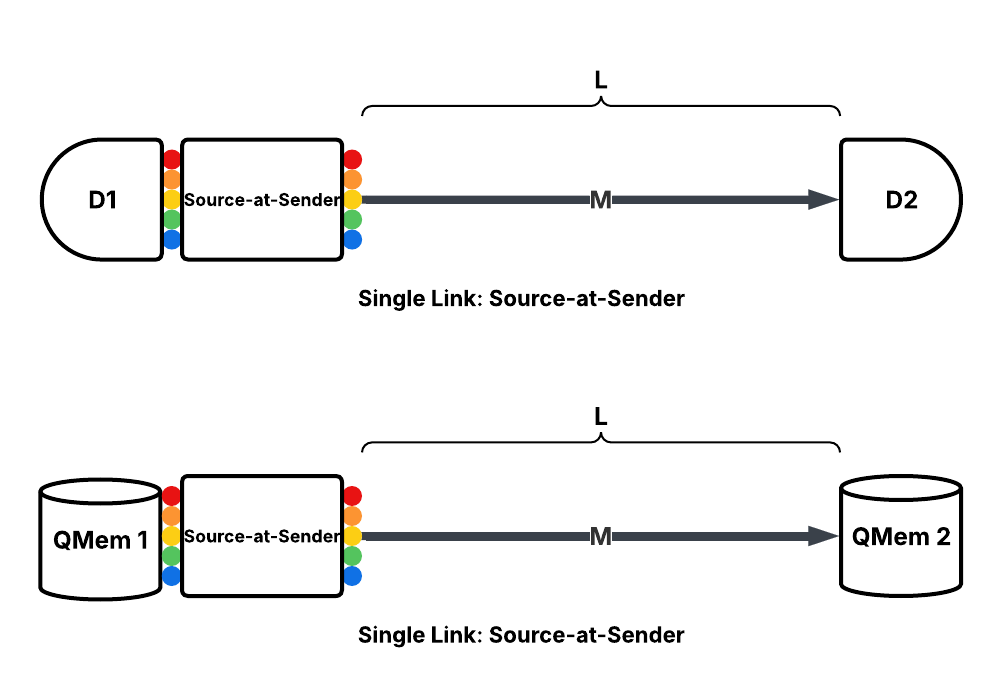 L
D1
Source-at-Sender
M
D2
Single Link: Source-at-Sender
L
QMem 1
Source-at-Sender
M
QMem 2
Single Link: Source-at-Sender